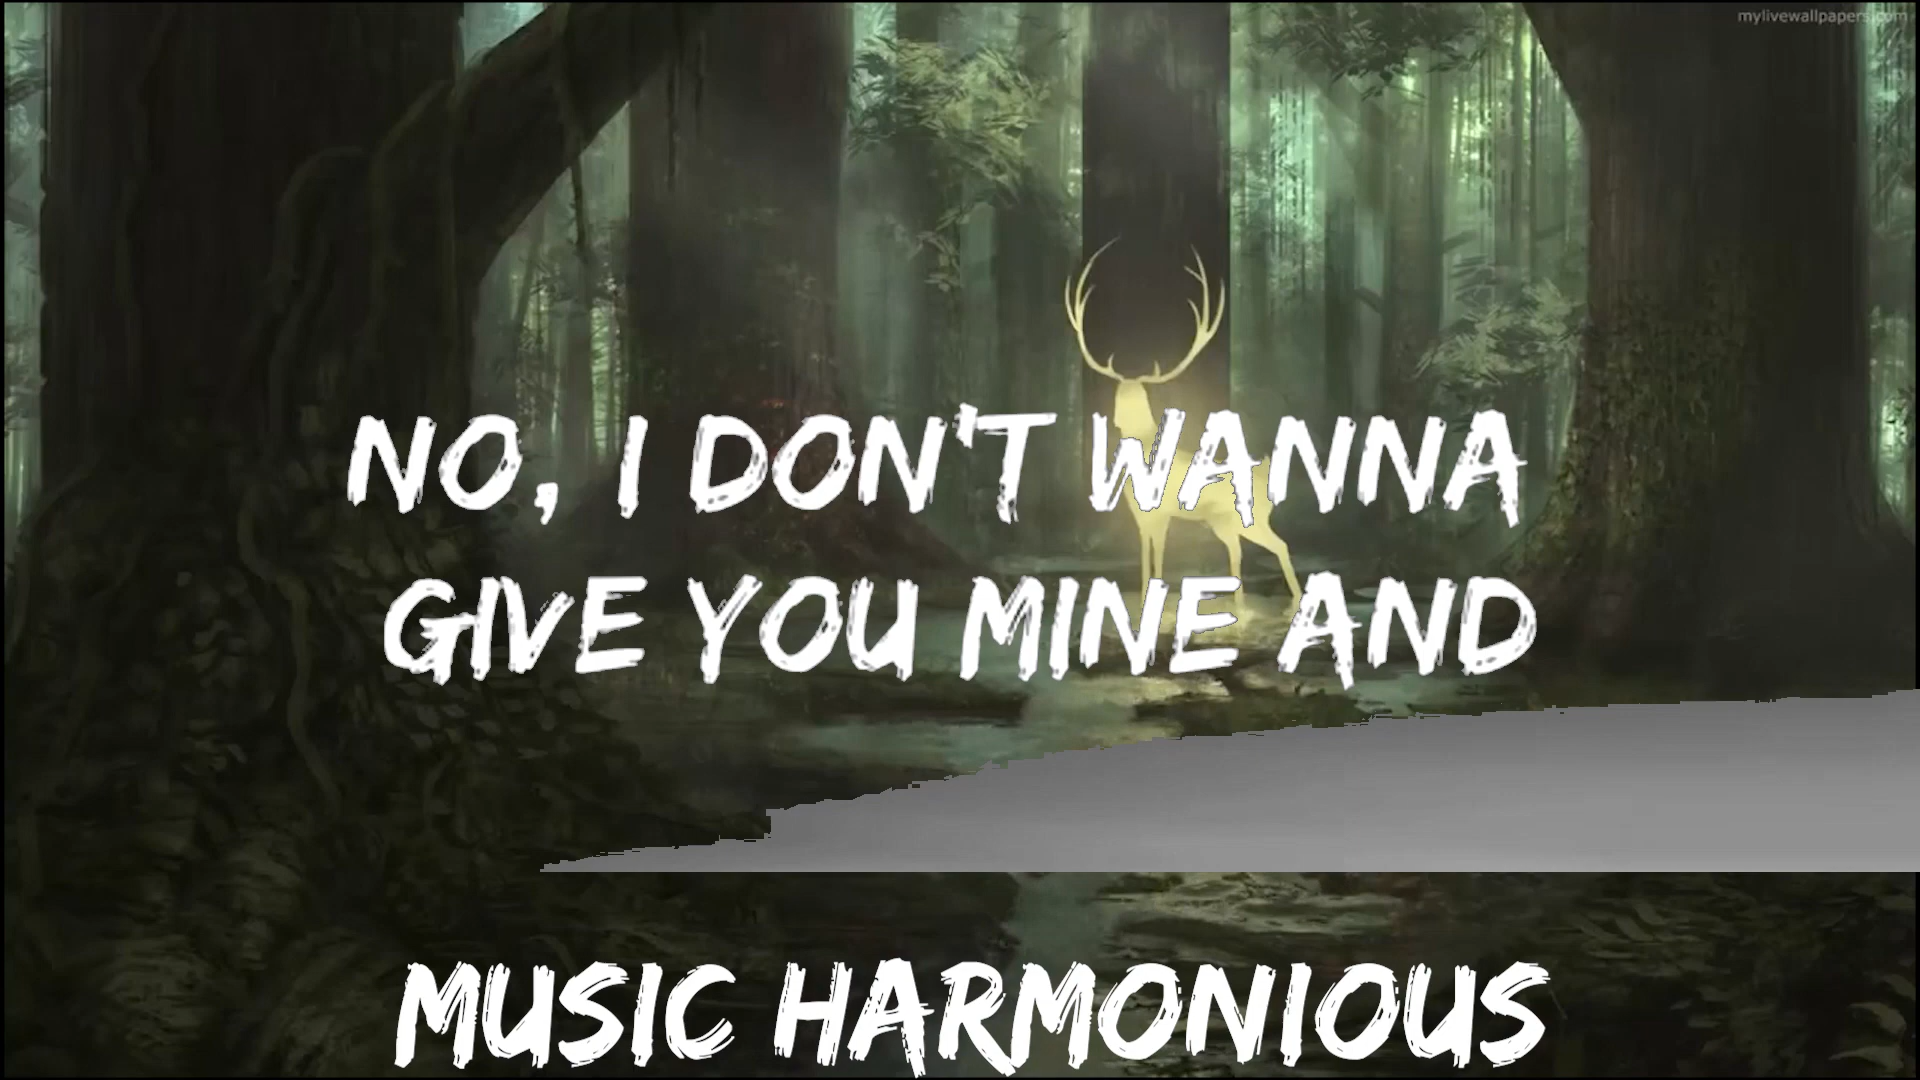 mylivewallpapers.com
NO, I DON'T WANNA
GIVE YOU MINE AND
MUSIC HARMONIOUS